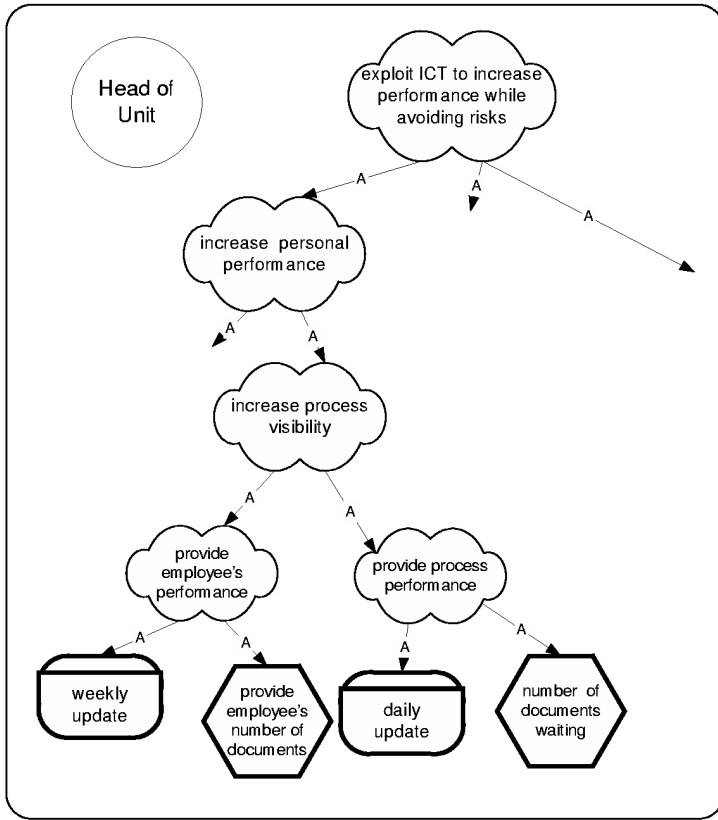 Head of
Unit
exploit ICT to increase
performance while
avoiding risks
A
A
A
increase personal
performance
A
A
increase process
visibility
A
A
provide
employee's
performance
provide process
performance
A
A
A
A
weekly
update
provide
employee's
number of
documents
daily
update
number of
documents
waiting